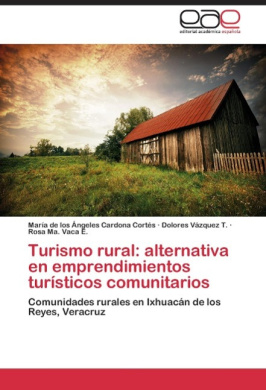 eae
editorial académica española
María de los Ángeles Cardona Cortés · Dolores Vázquez T. ·
Rosa Ma. Vaca E.
Turismo rural: alternativa
en emprendimientos
turísticos comunitarios
Comunidades rurales en Ixhuacán de los
Reyes, Veracruz